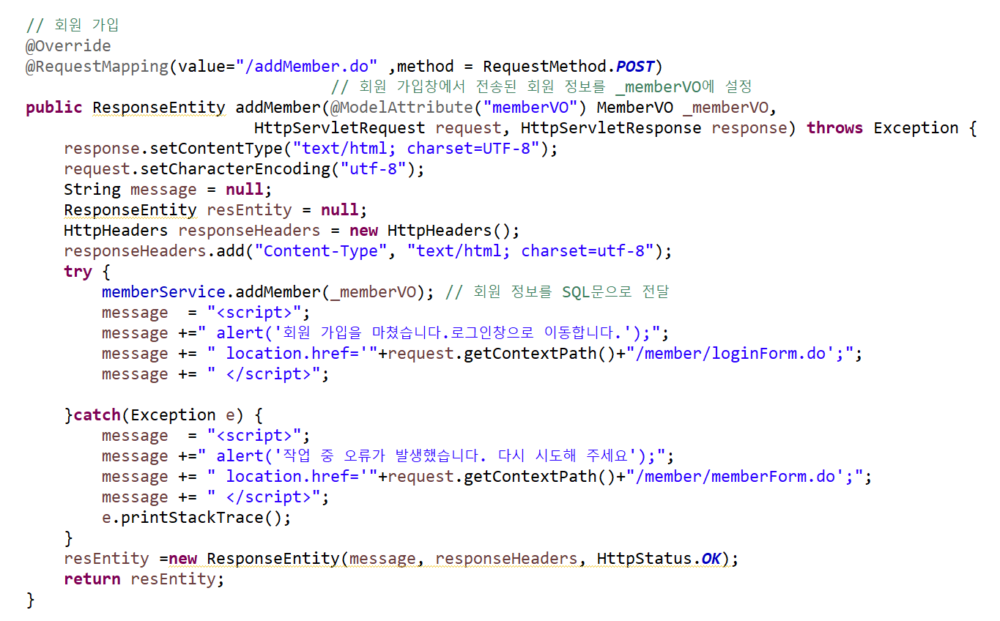 // 회원 가입
@Override
@RequestMapping(value="/addMember.do" ,method = RequestMethod.POST)
// 회원 가입창에서 전송된 회원 정보를 _memberVO에 설정
public ResponseEntity addMember(@ModelAttribute("memberVO") MemberVO _memberVO,
HttpServletRequest request, HttpServletResponse response) throws Exception {
response.setContentType("text/html; charset=UTF-8");
request.setCharacterEncoding("utf-8");
String message = null;
ResponseEntity resEntity = null;
HttpHeaders responseHeaders = new HttpHeaders();
responseHeaders.add("Content-Type", "text/html; charset=utf-8");
try {
memberService.addMember(_memberVO); // 회원 정보를 SQL문으로 전달
message  = "<script>";
message +=" alert('회원 가입을 마쳤습니다.로그인창으로 이동합니다.');";
message += " location.href='"+request.getContextPath()+"/member/loginForm.do';";
message += " </script>";
}catch(Exception e) {
message  = "<script>";
message +=" alert('작업 중 오류가 발생했습니다. 다시 시도해 주세요');";
message += " location.href='"+request.getContextPath()+"/member/memberForm.do';";
message += " </script>";
e.printStackTrace();
}
resEntity =new ResponseEntity(message, responseHeaders, HttpStatus.OK);
return resEntity;
}